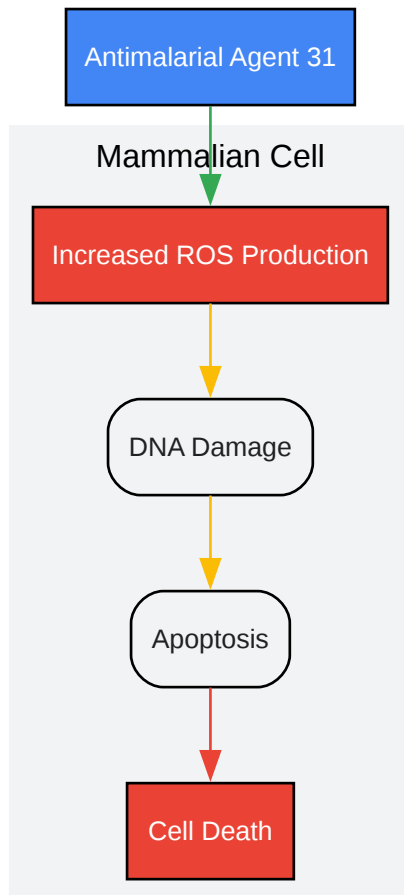 Antimalarial Agent 31
Mammalian Cell
Increased ROS Production
DNA Damage
Apoptosis
Cell Death